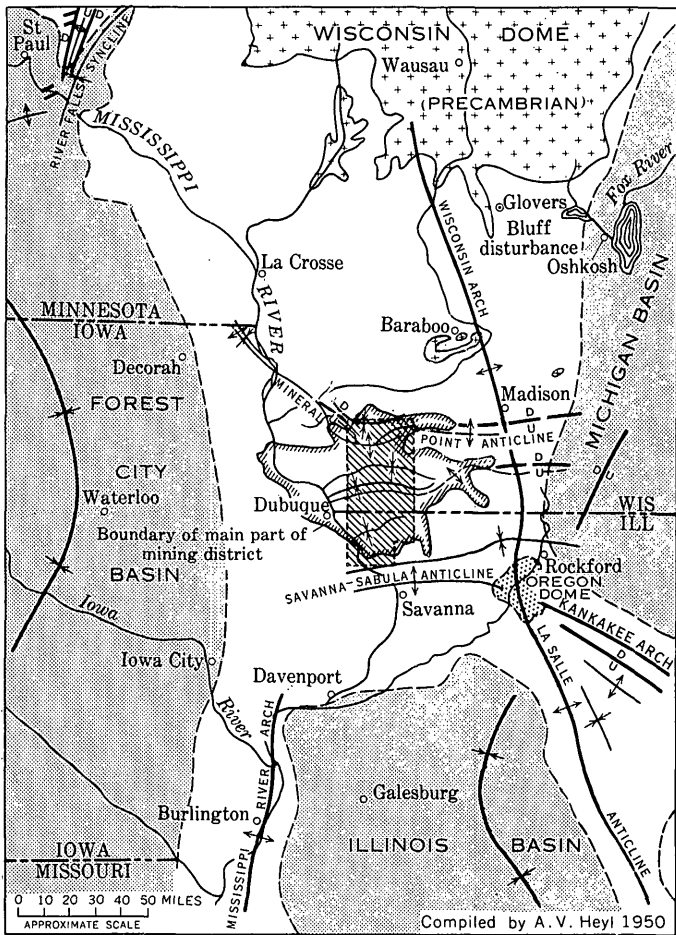 St
Paul
D
U
D
RIVER FALLS SYNCLINE
WISCONSIN DOME
Wausau
(PRECAMBRIAN)
MISSISSIPPI
RIVER
Fox River
WISCONSIN ARCH
Glovers
Bluff
disturbance
Oshkosh
La Crosse
MINNESOTA
IOWA
Baraboo
MICHIGAN BASIN
Decorah
MINERAL
POINT ANTICLINE
Madison
D
U
D
U
D
U
FOREST
CITY
BASIN
Waterloo
Dubuque
Boundary of main part of
mining district
WIS
ILL
Rockford
OREGON
DOME
SAVANNA-SABULA ANTICLINE
Savanna
KANKAKEE ARCH
D
U
Iowa
River
Iowa City
Davenport
LA SALLE
ANTICLINE
MISSISSIPPI RIVER ARCH
Burlington
Galesburg
ILLINOIS BASIN
IOWA
MISSOURI
0 10 20 30 40 50 MILES
APPROXIMATE SCALE
Compiled by A. V. Heyl 1950